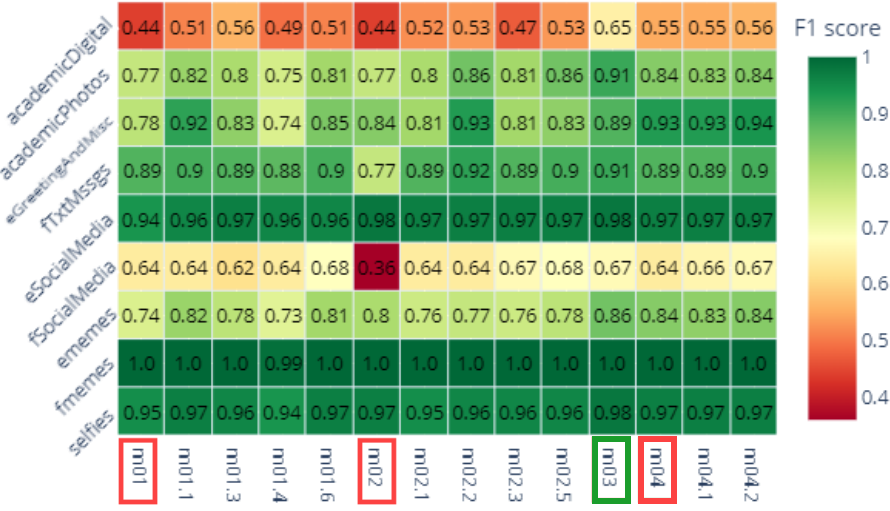 F1 score
academicDigital 0.44 0.51 0.56 0.49 0.51 0.44 0.52 0.53 0.47 0.53 0.65 0.55 0.55 0.56
academicPhotos 0.77 0.82 0.8 0.75 0.81 0.77 0.8 0.86 0.81 0.86 0.91 0.84 0.83 0.84
eGreetingAndMisc 0.78 0.92 0.83 0.74 0.85 0.84 0.81 0.93 0.81 0.83 0.89 0.93 0.93 0.94
fTxtMssgs 0.89 0.9 0.89 0.88 0.9 0.77 0.89 0.92 0.89 0.9 0.91 0.89 0.89 0.9
eSocialMedia 0.94 0.96 0.97 0.96 0.96 0.98 0.97 0.97 0.97 0.97 0.98 0.97 0.97 0.97
fSocialMedia 0.64 0.64 0.62 0.64 0.68 0.36 0.64 0.64 0.67 0.68 0.67 0.64 0.66 0.67
ememes 0.74 0.82 0.78 0.73 0.81 0.8 0.76 0.77 0.76 0.78 0.86 0.84 0.83 0.84
fmemes 1.0 1.0 1.0 0.99 1.0 1.0 1.0 1.0 1.0 1.0 1.0 1.0 1.0 1.0
selfies 0.95 0.97 0.96 0.94 0.97 0.97 0.95 0.96 0.96 0.96 0.98 0.97 0.97 0.97
m01 m01.1 m01.3 m01.4 m01.6 m02 m02.1 m02.2 m02.3 m02.5 m03 m04 m04.1 m04.2
1
0.9
0.8
0.7
0.6
0.5
0.4